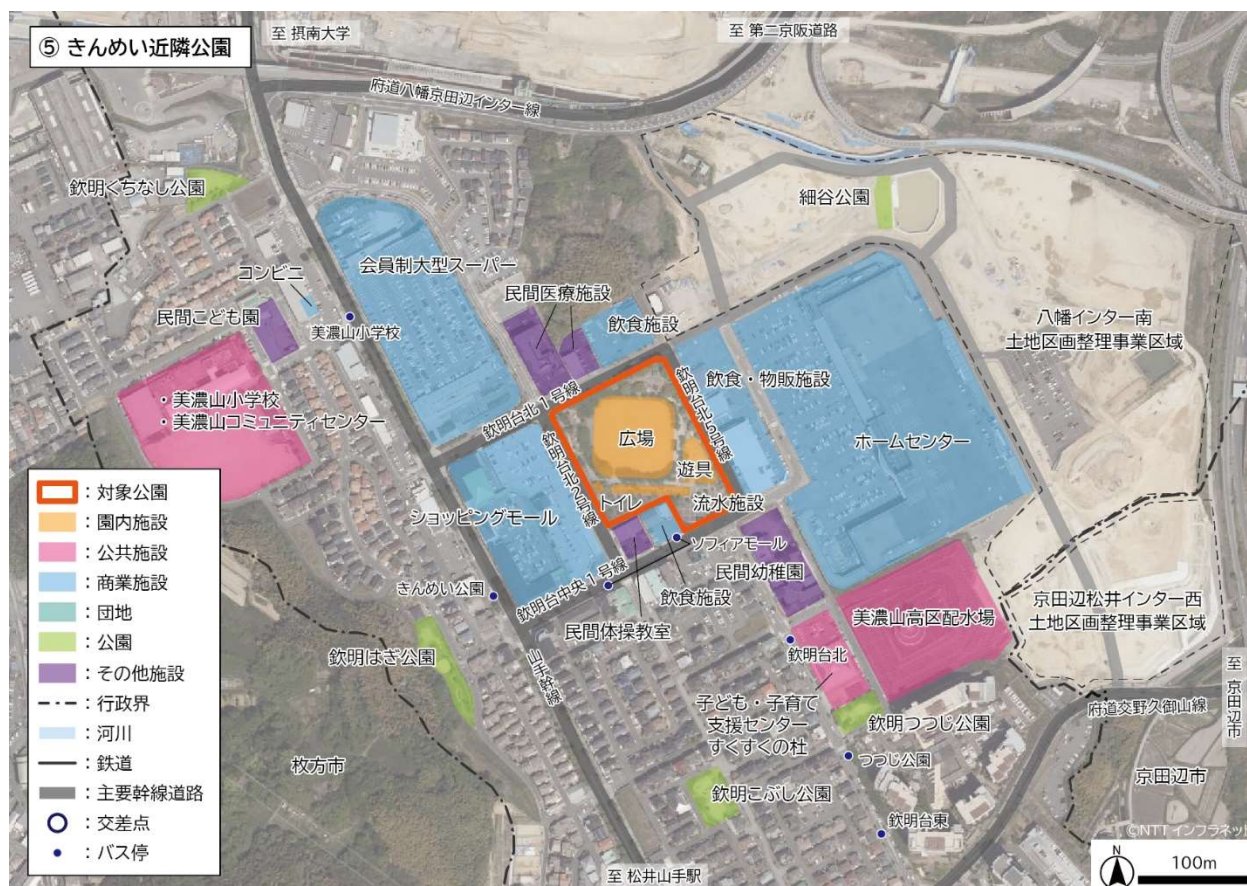 ⑤ きんめい近隣公園
至 摂南大学
至 第二京阪道路
府道八幡京田辺インター線
欽明くちなし公園
細谷公園
コンビニ
会員制大型スーパー
民間医療施設
民間こども園
美濃山小学校
飲食施設
八幡インター南
土地区画整理事業区域
飲食・物販施設
・美濃山小学校
・美濃山コミュニティセンター
欽明台北1号線
欽明台北5号線
欽明台北2号線
広場
ホームセンター
遊具
トイレ
流水施設
ショッピングモール
ソフィアモール
民間幼稚園
きんめい公園
欽明台中央1号線
飲食施設
民間体操教室
美濃山高区配水場
京田辺松井インター西
土地区画整理事業区域
欽明はぎ公園
山手幹線
欽明台北
子ども・子育て
支援センター
すくすくの杜
欽明つつじ公園
府道交野久御山線
至 京田辺市
つつじ公園
枚方市
欽明こぶし公園
京田辺市
欽明台東
至 松井山手駅
：対象公園
：園内施設
：公共施設
：商業施設
：団地
：公園
：その他施設
：行政界
：河川
：鉄道
：主要幹線道路
：交差点
：バス停
©NTT インフラネット
N
100m